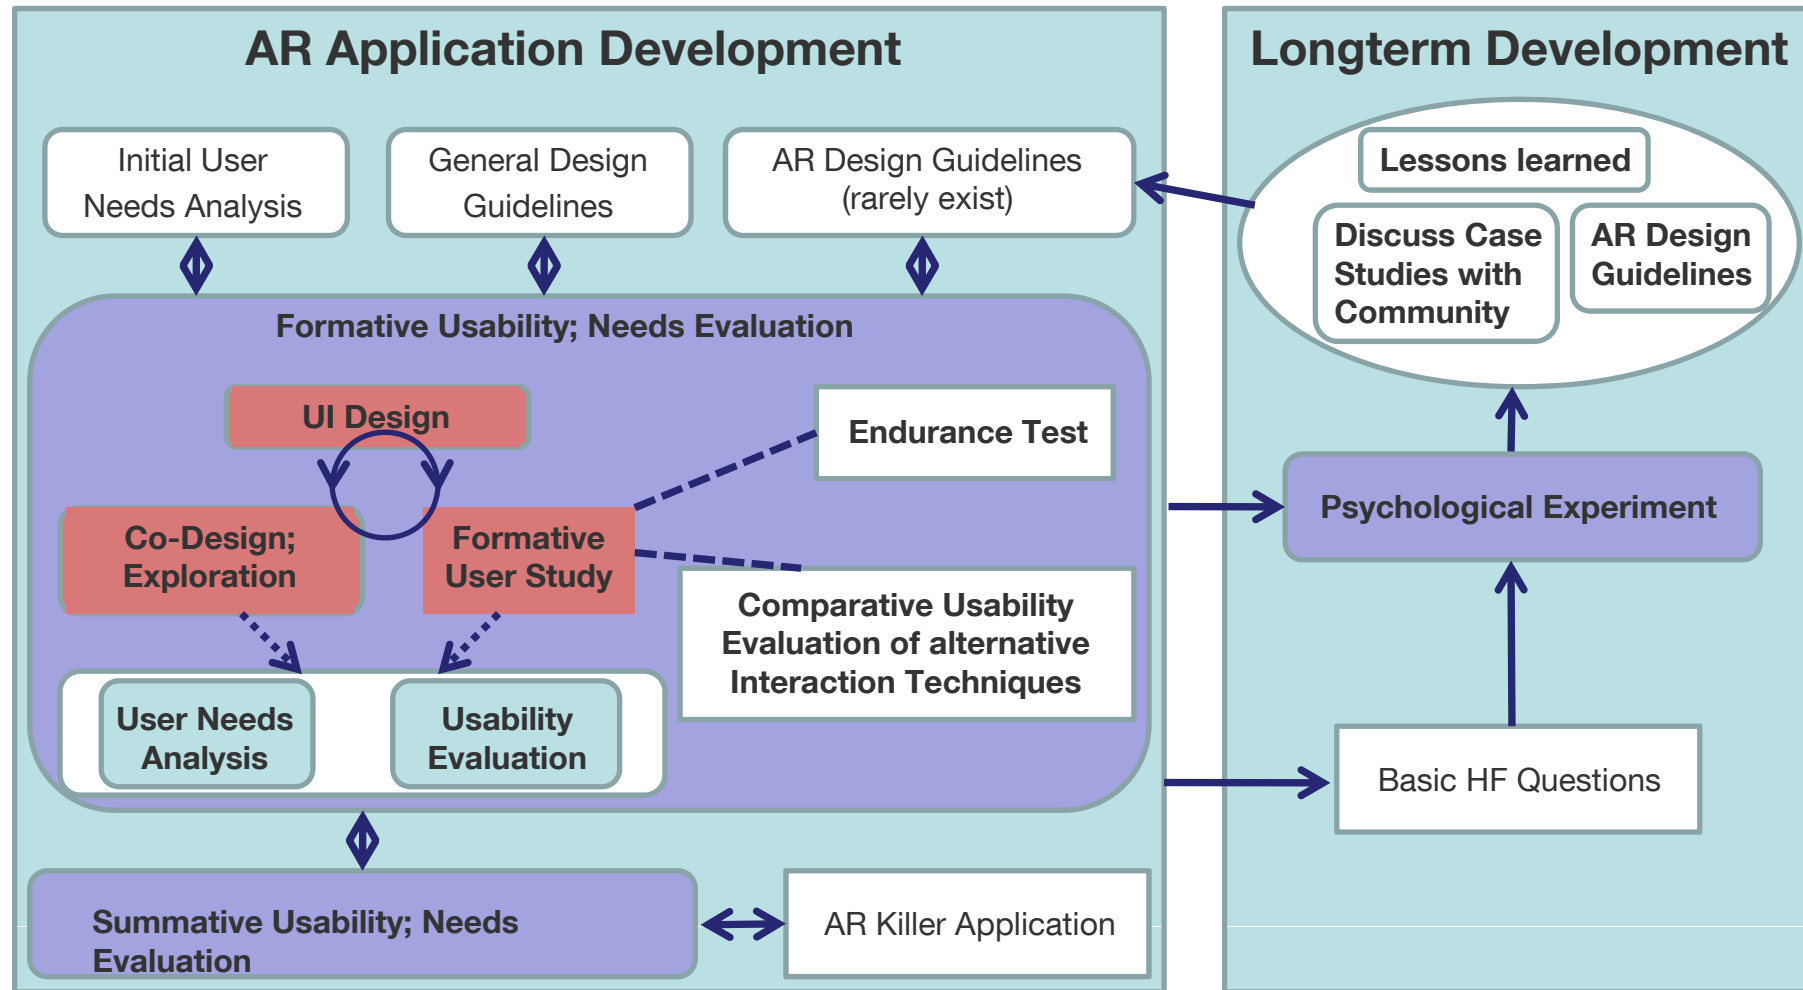 AR Application Development
Initial User
Needs Analysis
General Design
Guidelines
AR Design Guidelines
(rarely exist)
Formative Usability; Needs Evaluation
UI Design
Endurance Test
Co-Design;
Exploration
Formative
User Study
Comparative Usability
Evaluation of alternative
Interaction Techniques
User Needs
Analysis
Usability
Evaluation
Summative Usability; Needs
Evaluation
AR Killer Application
Longterm Development
Lessons learned
Discuss Case
Studies with
Community
AR Design
Guidelines
Psychological Experiment
Basic HF Questions